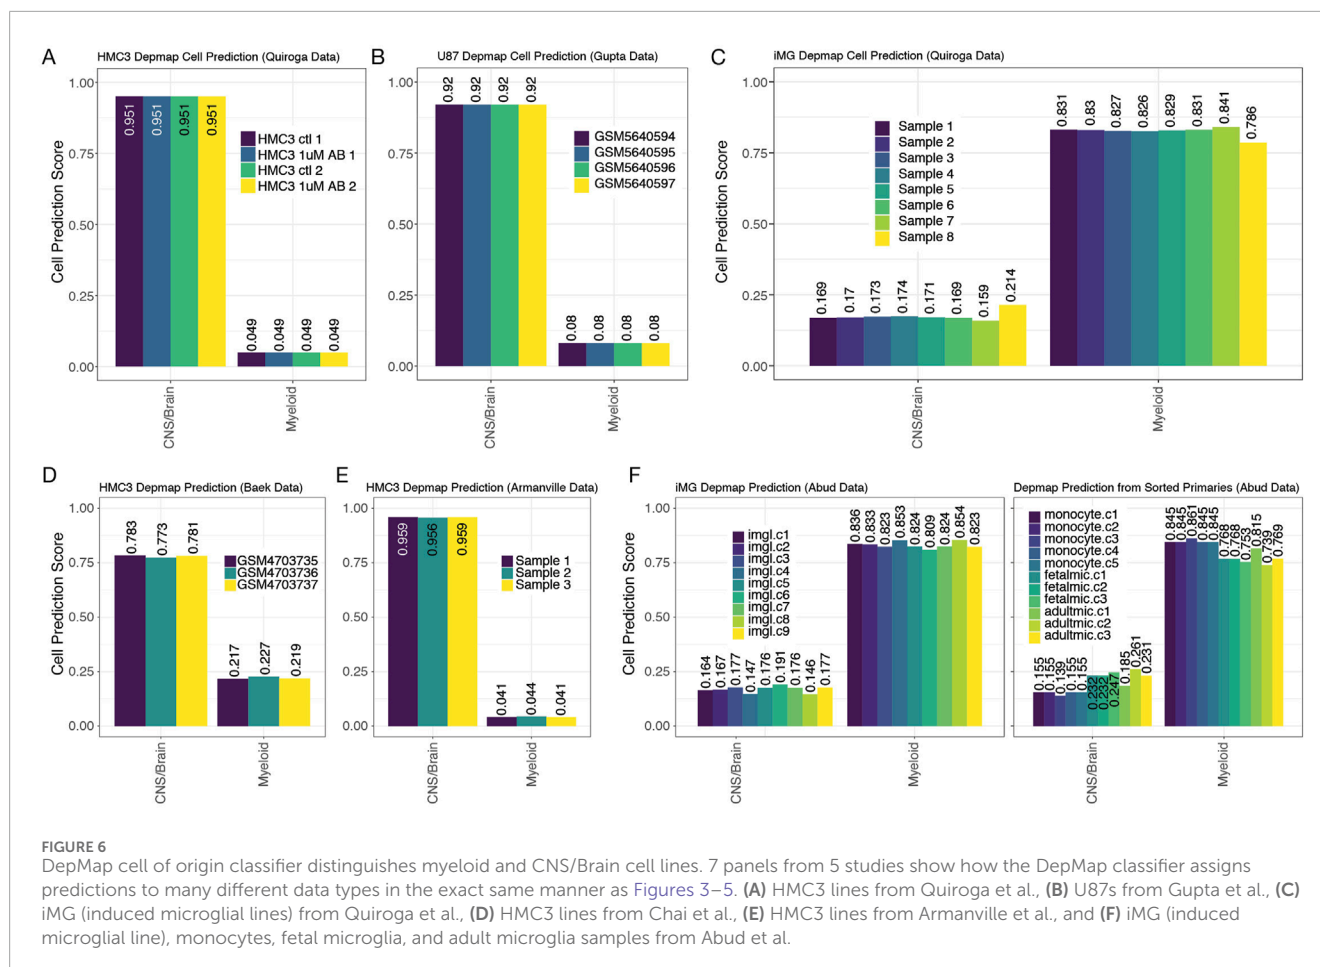 A
HMC3 Depmap Cell Prediction (Quiroga Data)
Cell Prediction Score
1.00
0.75
0.50
0.25
0.00
0.951
0.951
0.951
0.951
0.049
0.049
0.049
0.049
HMC3 ctl 1
HMC3 1uM AB 1
HMC3 ctl 2
HMC3 1uM AB 2
CNS/Brain
Myeloid
B
U87 Depmap Cell Prediction (Gupta Data)
1.00
0.75
0.50
0.25
0.00
0.92
0.92
0.92
0.92
0.08
0.08
0.08
0.08
GSM5640594
GSM5640595
GSM5640596
GSM5640597
CNS/Brain
Myeloid
C
iMG Depmap Cell Prediction (Quiroga Data)
Cell Prediction Score
1.00
0.75
0.50
0.25
0.00
Sample 1
Sample 2
Sample 3
Sample 4
Sample 5
Sample 6
Sample 7
Sample 8
0.169
0.17
0.173
0.174
0.171
0.169
0.159
0.214
0.831
0.83
0.827
0.826
0.829
0.831
0.841
0.786
CNS/Brain
Myeloid
D
HMC3 Depmap Prediction (Baek Data)
Cell Prediction Score
1.00
0.75
0.50
0.25
0.00
0.783
0.773
0.781
0.217
0.227
0.219
GSM4703735
GSM4703736
GSM4703737
CNS/Brain
Myeloid
E
HMC3 Depmap Prediction (Armanville Data)
1.00
0.75
0.50
0.25
0.00
0.959
0.956
0.959
0.041
0.044
0.041
Sample 1
Sample 2
Sample 3
CNS/Brain
Myeloid
F
iMG Depmap Prediction (Abud Data)
Cell Prediction Score
1.00
0.75
0.50
0.25
0.00
imgl.c1
imgl.c2
imgl.c3
imgl.c4
imgl.c5
imgl.c6
imgl.c7
imgl.c8
imgl.c9
0.164
0.167
0.177
0.147
0.176
0.191
0.176
0.146
0.177
0.836
0.833
0.823
0.853
0.824
0.809
0.824
0.854
0.823
CNS/Brain
Myeloid
Depmap Prediction from Sorted Primaries (Abud Data)
monocyte.c1
monocyte.c2
monocyte.c3
monocyte.c4
monocyte.c5
fetalmic.c1
fetalmic.c2
fetalmic.c3
adultmic.c1
adultmic.c2
adultmic.c3
0.155
0.155
0.139
0.155
0.155
0.232
0.232
0.247
0.185
0.261
0.231
0.845
0.845
0.861
0.845
0.845
0.768
0.768
0.753
0.815
0.739
0.769
CNS/Brain
Myeloid
FIGURE 6
DepMap cell of origin classifier distinguishes myeloid and CNS/Brain cell lines. 7 panels from 5 studies show how the DepMap classifier assigns
predictions to many different data types in the exact same manner as Figures 3–5. (A) HMC3 lines from Quiroga et al., (B) U87s from Gupta et al., (C)
iMG (induced microglial lines) from Quiroga et al., (D) HMC3 lines from Chai et al., (E) HMC3 lines from Armanville et al., and (F) iMG (induced
microglial line), monocytes, fetal microglia, and adult microglia samples from Abud et al.